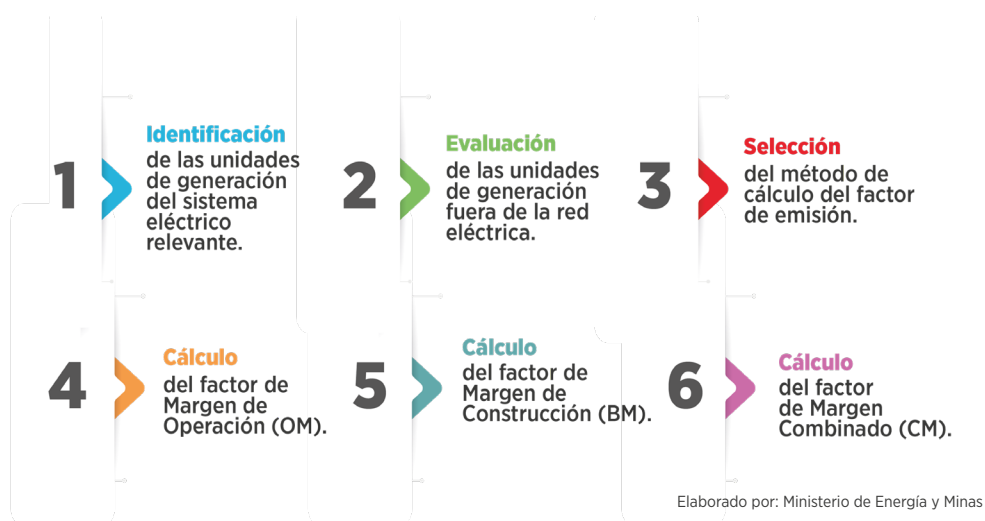 1
Identificación
de las unidades
de generación
del sistema
eléctrico
relevante.
2
Evaluación
de las unidades
de generación
fuera de la red
eléctrica.
3
Selección
del método de
cálculo del factor
de emisión.
4
Cálculo
del factor de
Margen de
Operación (OM).
5
Cálculo
del factor de
Margen de
Construcción (BM).
6
Cálculo
del factor
de Margen
Combinado (CM).
Elaborado por: Ministerio de Energía y Minas